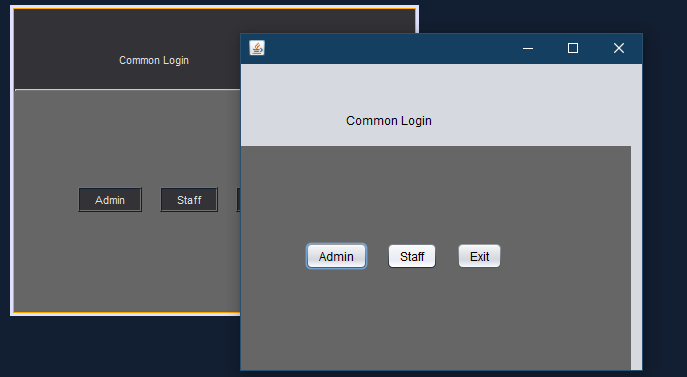 Common Login
Admin
Staff
Common Login
Admin
Staff
Exit